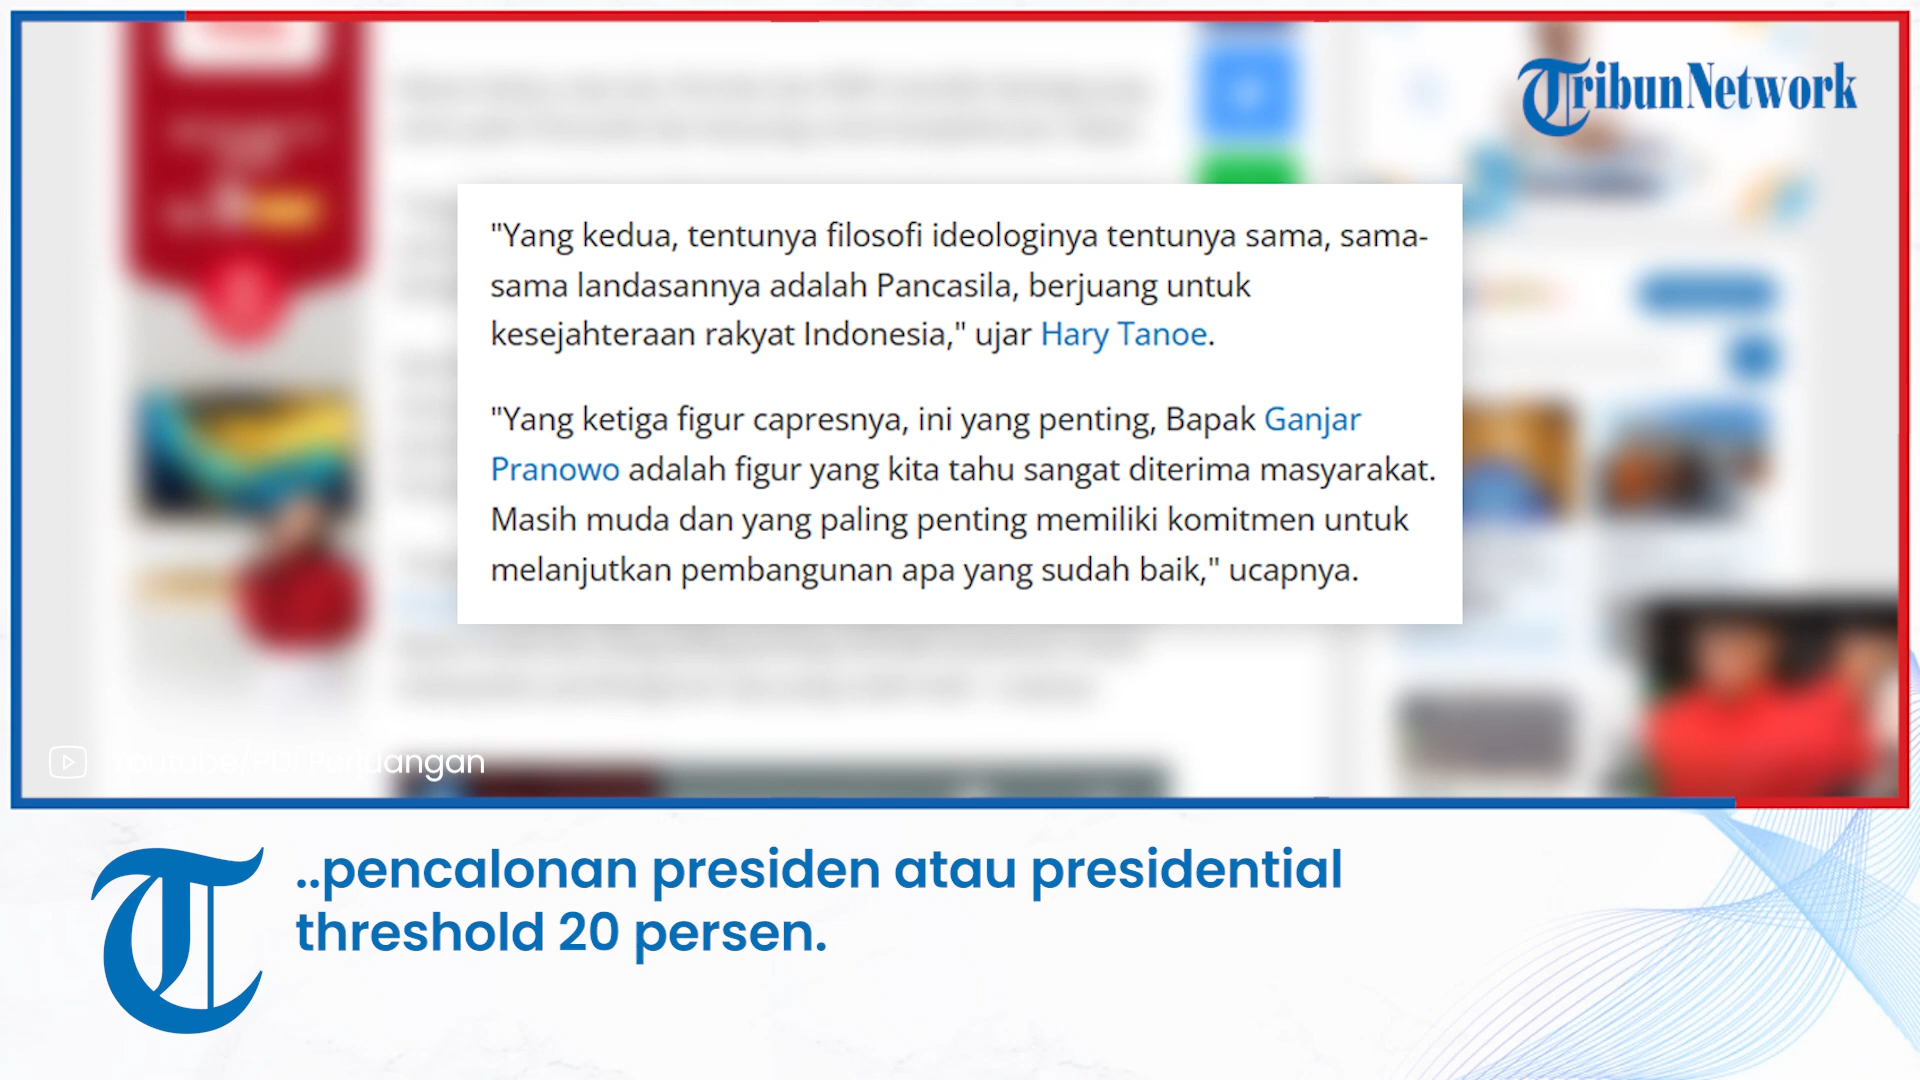 TribunNetwork
"Yang kedua, tentunya filosofi ideologinya tentunya sama, sama-
sama landasannya adalah Pancasila, berjuang untuk
kesejahteraan rakyat Indonesia," ujar Hary Tanoe.
"Yang ketiga figur capresnya, ini yang penting, Bapak Ganjar
Pranowo adalah figur yang kita tahu sangat diterima masyarakat.
Masih muda dan yang paling penting memiliki komitmen untuk
melanjutkan pembangunan apa yang sudah baik," ucapnya.
Youtube/PDI Perjuangan
T
..pencalonan presiden atau presidential
threshold 20 persen.